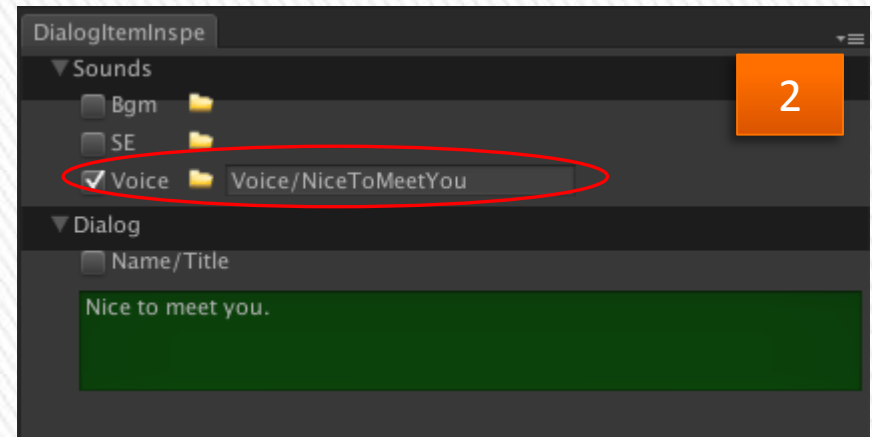 DialogItemInspe
Sounds
2
Bgm
SE
Voice Voice/NiceToMeetYou
Dialog
Name/Title
Nice to meet you.